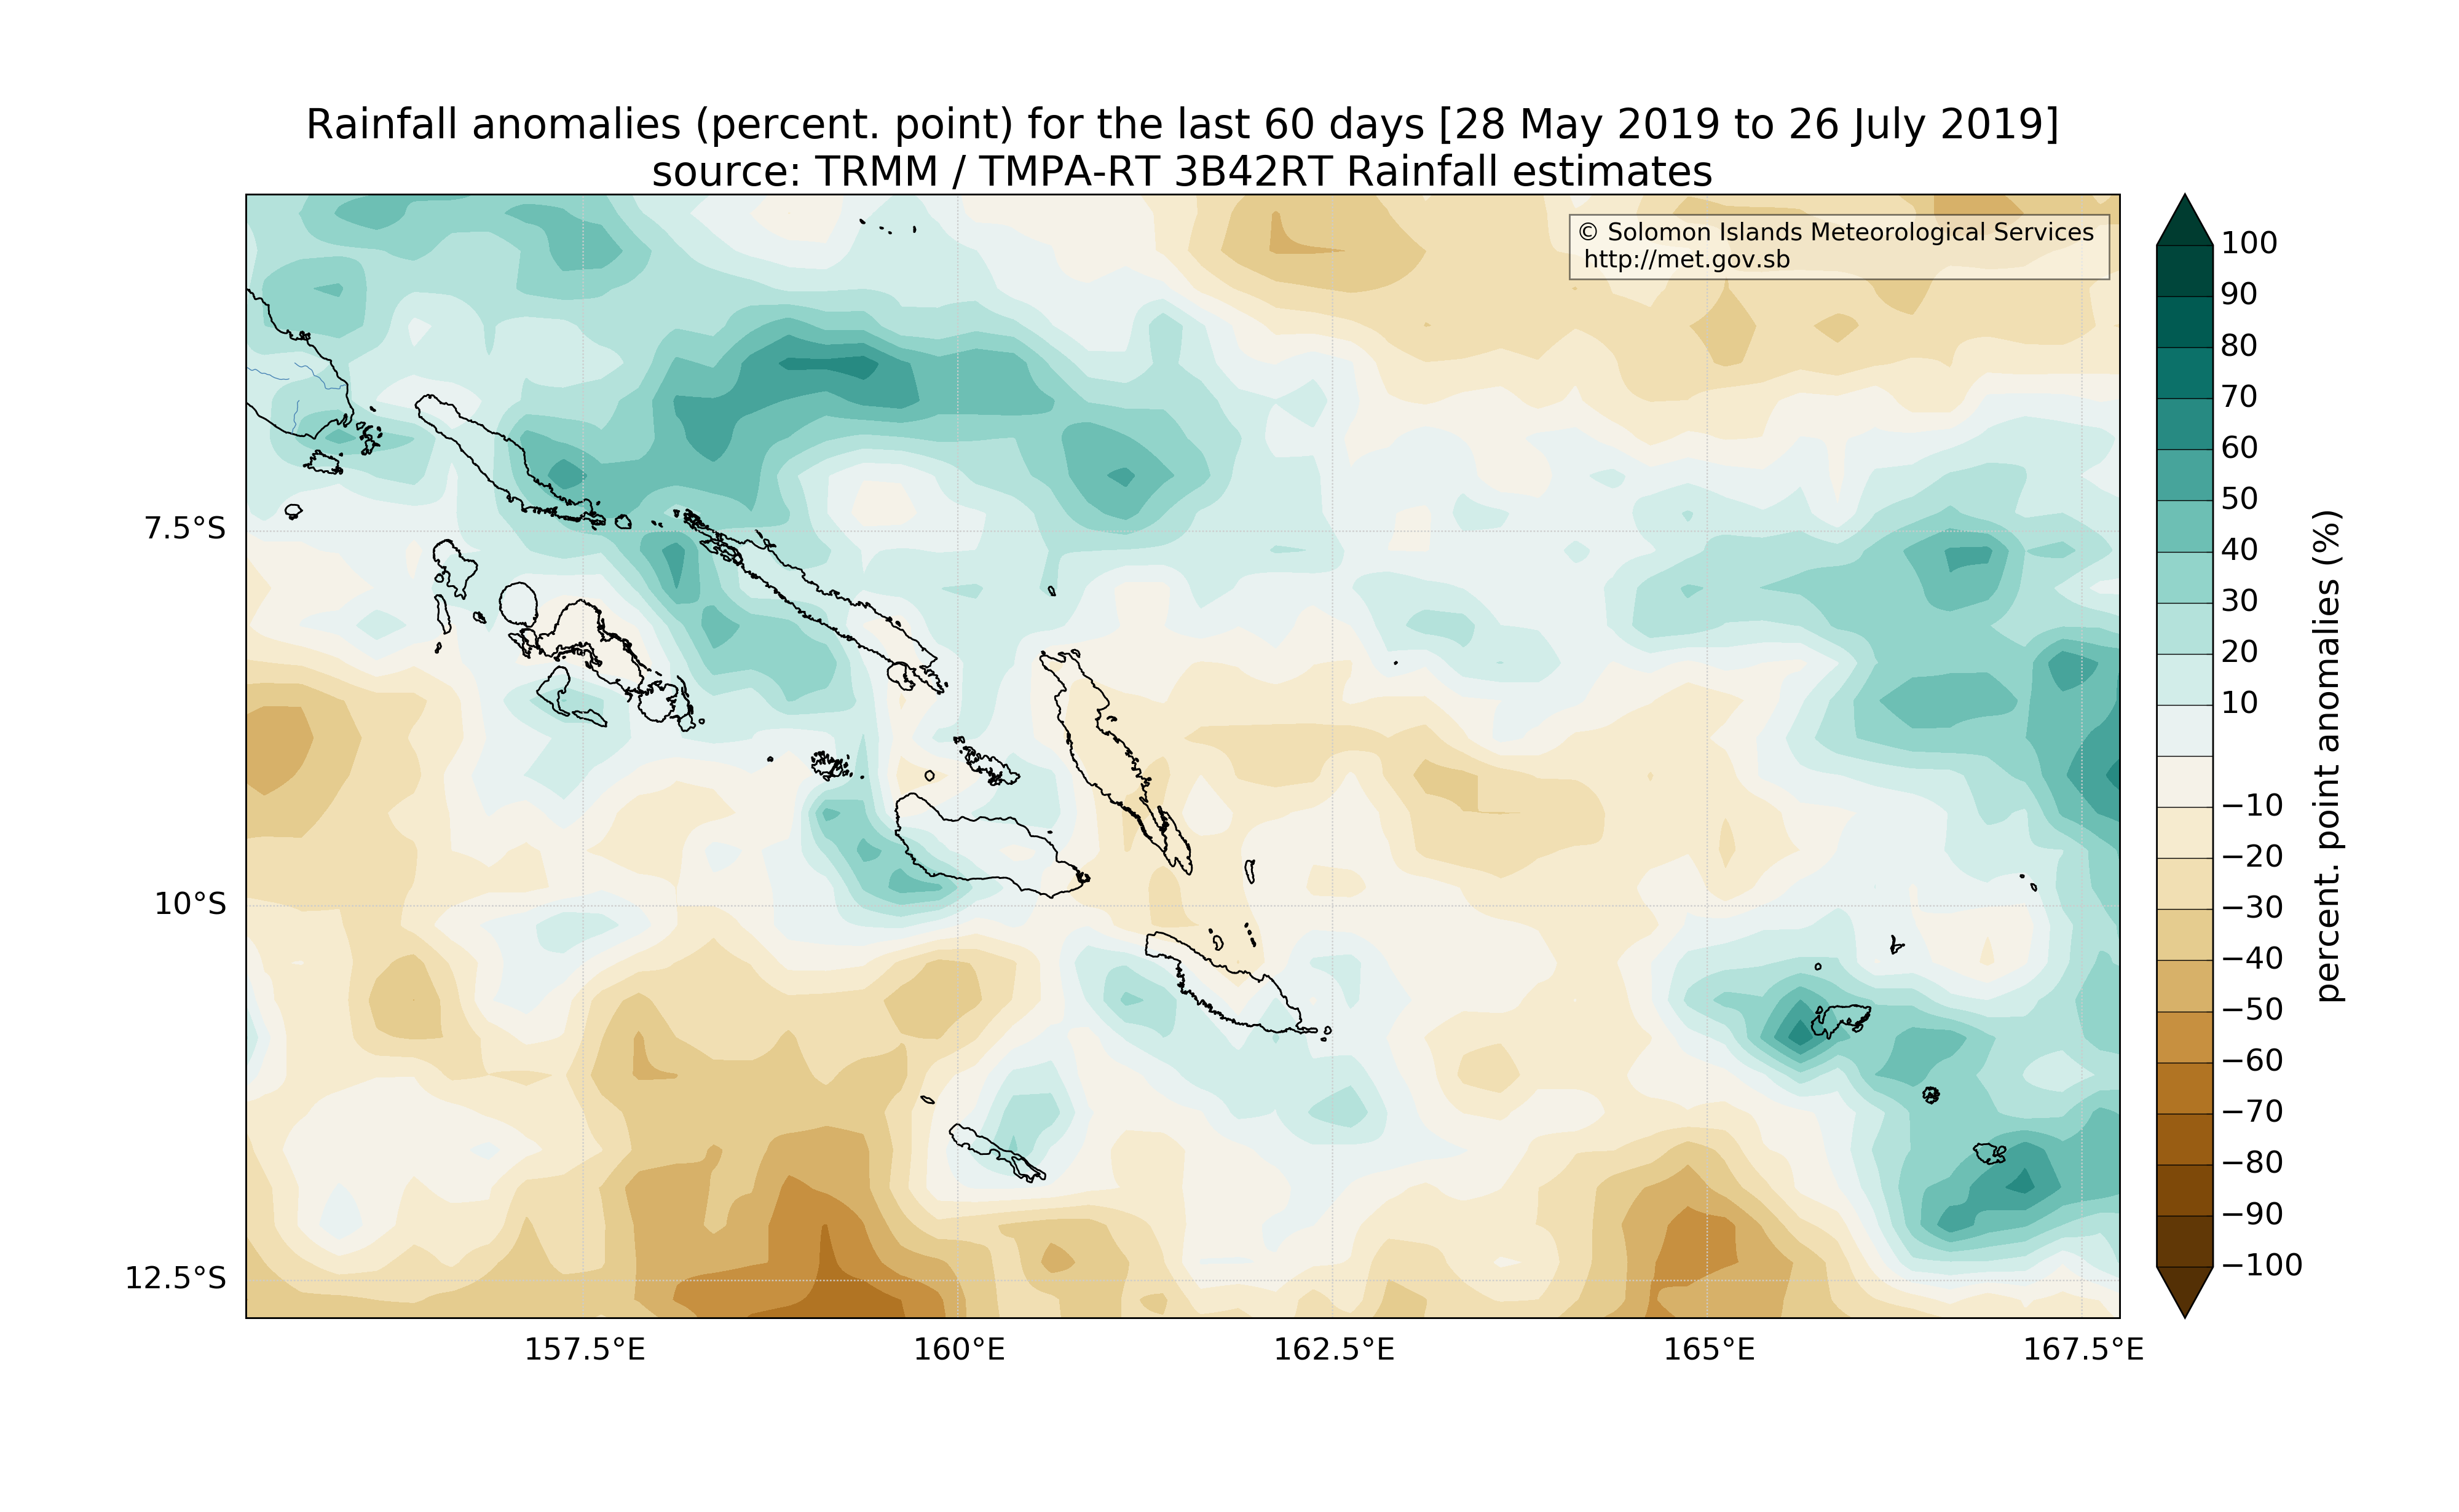 Rainfall anomalies (percent. point) for the last 60 days [28 May 2019 to 26 July 2019]
source: TRMM / TMPA-RT 3B42RT Rainfall estimates
© Solomon Islands Meteorological Services
http://met.gov.sb
7.5°S
10°S
12.5°S
157.5°E
160°E
162.5°E
165°E
167.5°E
100
90
80
70
60
50
40
30
20
10
−10
−20
−30
−40
−50
−60
−70
−80
−90
−100
percent. point anomalies (%)